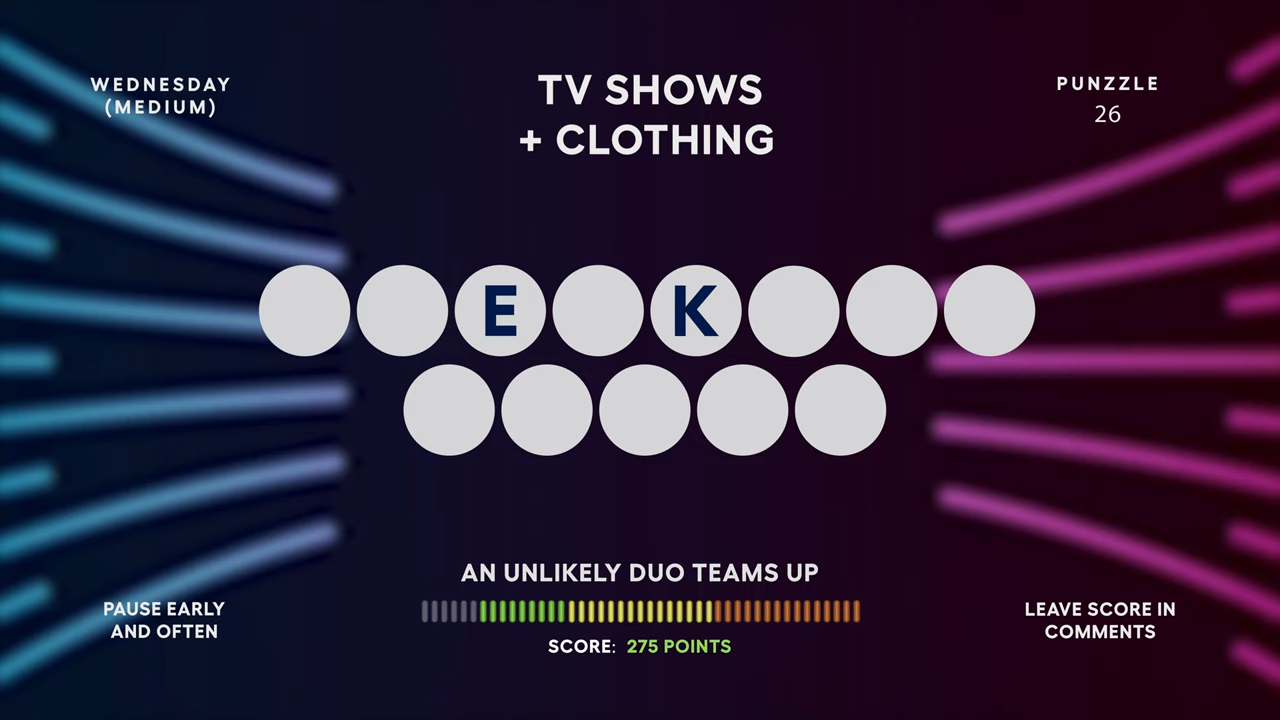 WEDNESDAY
(MEDIUM)
TV SHOWS
+ CLOTHING
PUNZZLE
26
E K
AN UNLIKELY DUO TEAMS UP
SCORE: 275 POINTS
PAUSE EARLY
AND OFTEN
LEAVE SCORE IN
COMMENTS